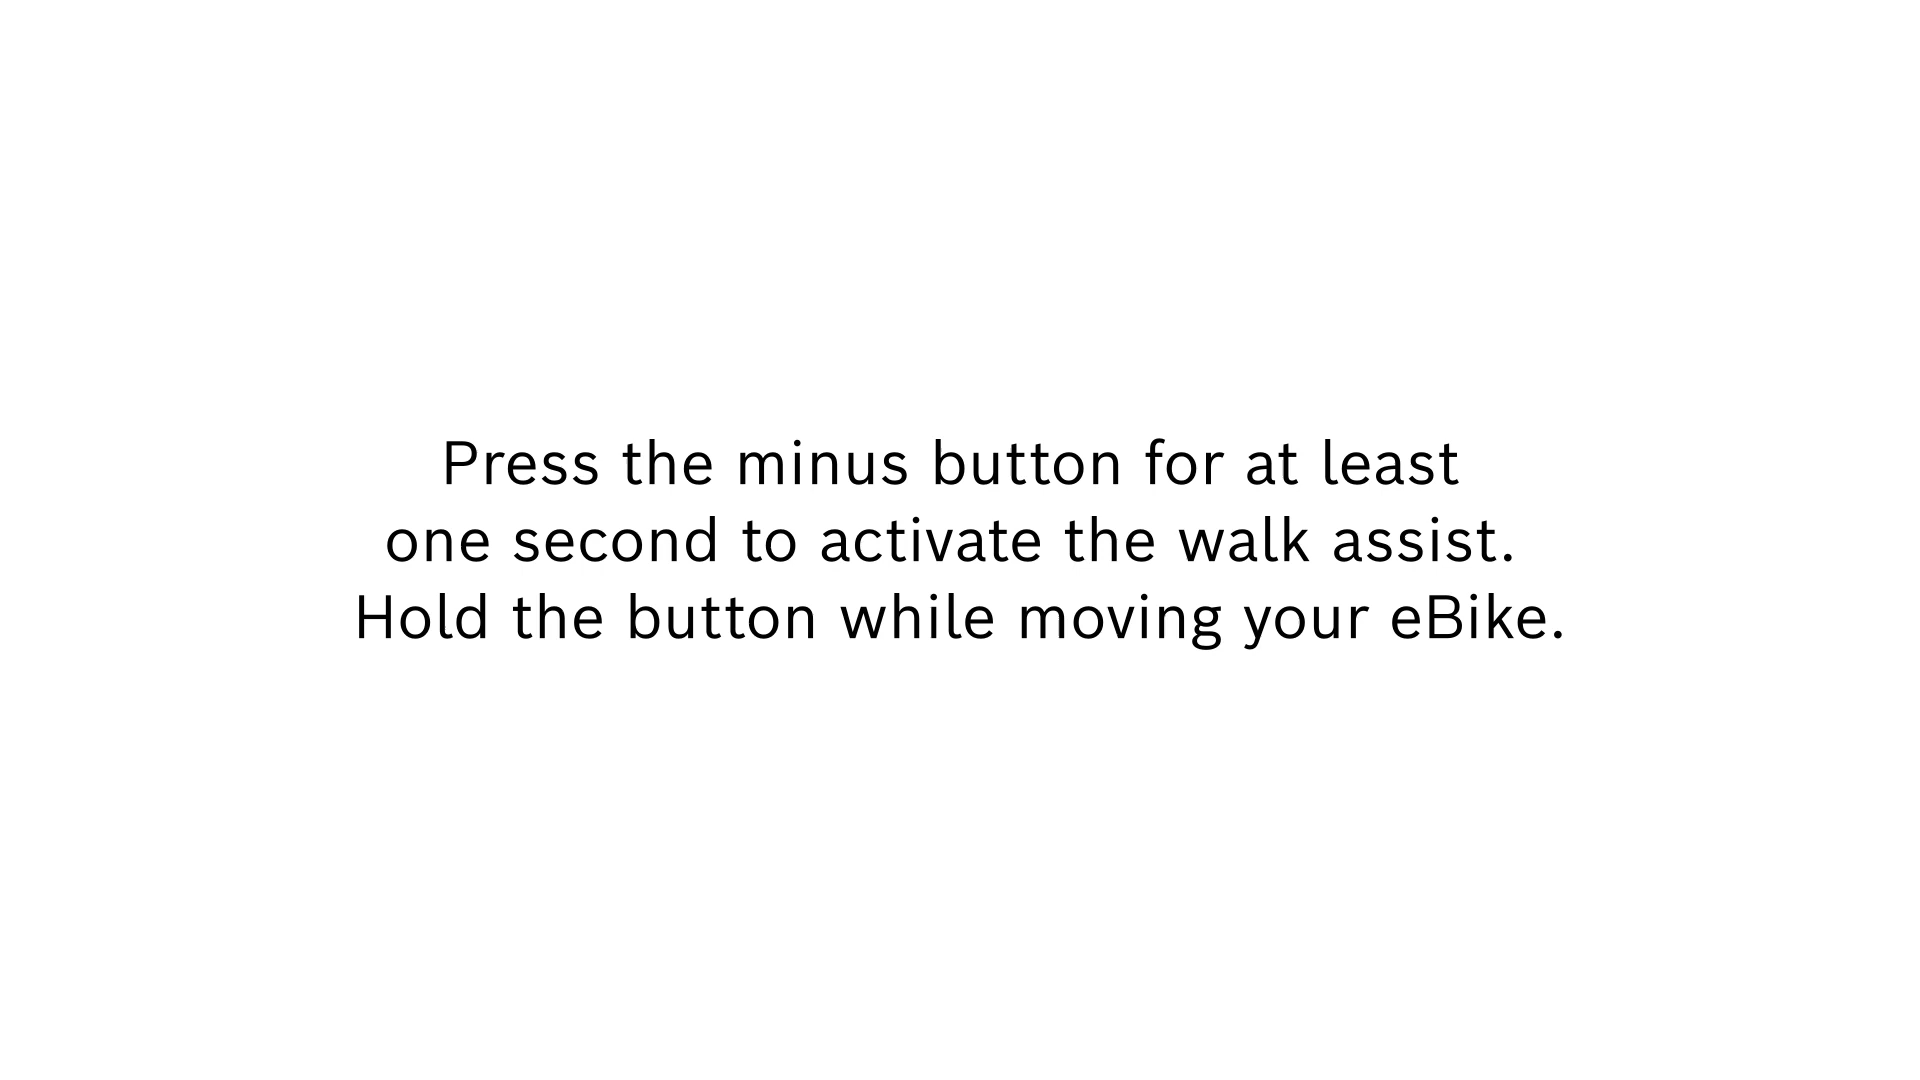 Press the minus button for at least
one second to activate the walk assist.
Hold the button while moving your eBike.